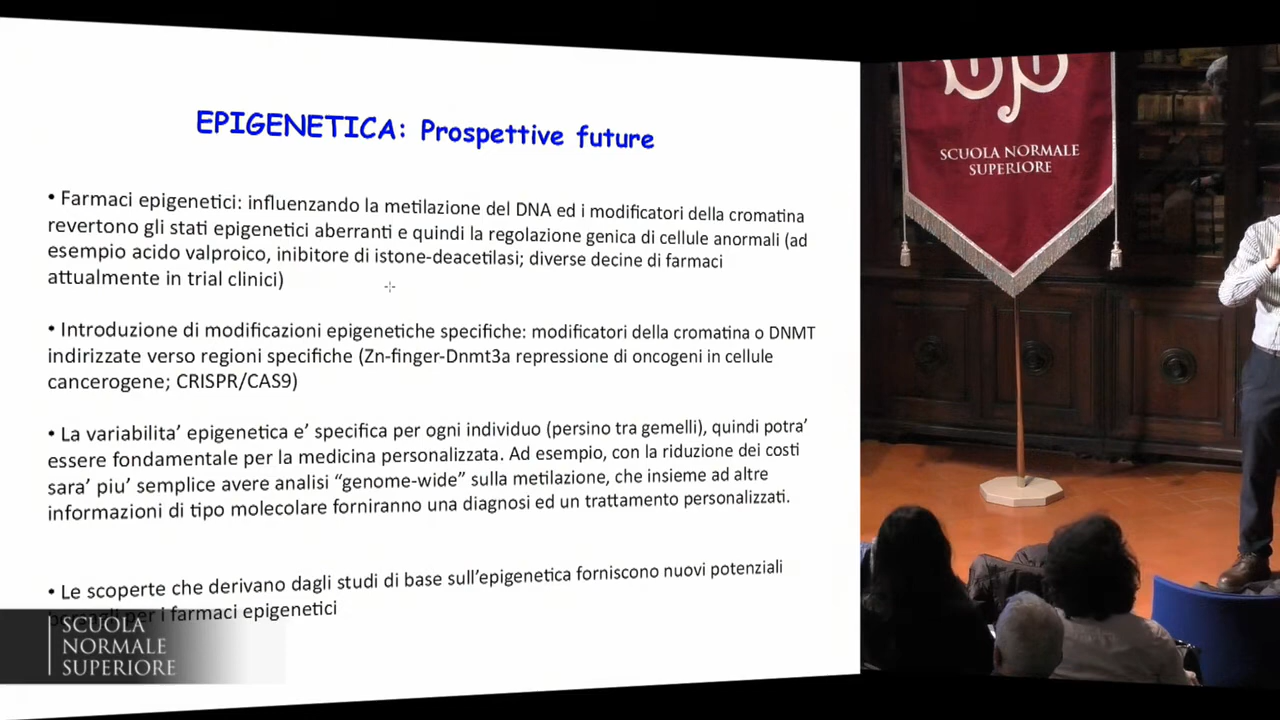 EPIGENETICA: Prospettive future
• Farmaci epigenetici: influenzando la metilazione del DNA ed i modificatori della cromatina
revertono gli stati epigenetici aberranti e quindi la regolazione genica di cellule anormali (ad
esempio acido valproico, inibitore di istone-deacetilasi; diverse decine di farmaci
attualmente in trial clinici)
• Introduzione di modificazioni epigenetiche specifiche: modificatori della cromatina o DNMT
indirizzate verso regioni specifiche (Zn-finger-Dnmt3a repressione di oncogeni in cellule
cancerogene; CRISPR/CAS9)
• La variabilita’ epigenetica e’ specifica per ogni individuo (persino tra gemelli), quindi potra’
essere fondamentale per la medicina personalizzata. Ad esempio, con la riduzione dei costi
sara’ piu’ semplice avere analisi “genome-wide” sulla metilazione, che insieme ad altre
informazioni di tipo molecolare forniranno una diagnosi ed un trattamento personalizzati.
• Le scoperte che derivano dagli studi di base sull’epigenetica forniscono nuovi potenziali
per i farmaci epigenetici
SCUOLA
NORMALE
SUPERIORE
SCUOLA NORMALE
SUPERIORE